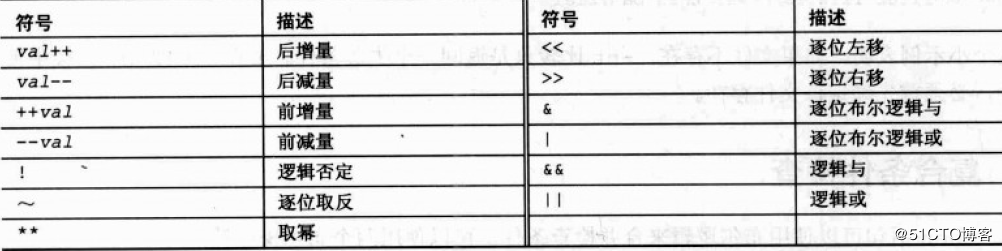 符号 描述 符号 描述
val++ 后增量 << 逐位左移
val-- 后减量 >> 逐位右移
++val 前增量 & 逐位布尔逻辑与
--val 前减量 | 逐位布尔逻辑或
! 逻辑否定 && 逻辑与
~ 逐位取反 || 逻辑或
** 取幂
@51CTO博客